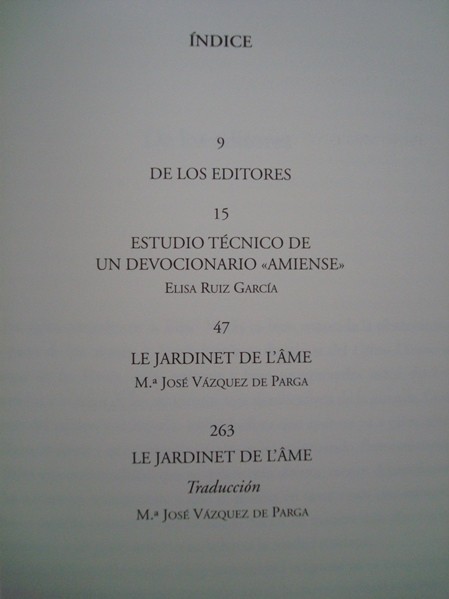 ÍNDICE
9
DE LOS EDITORES
15
ESTUDIO TÉCNICO DE
UN DEVOCIONARIO «AMIENSE»
ELISA RUIZ GARCÍA
47
LE JARDINET DE L'ÂME
M.ª JOSÉ VÁZQUEZ DE PARGA
263
LE JARDINET DE L'ÂME
Traducción
M.ª JOSÉ VÁZQUEZ DE PARGA